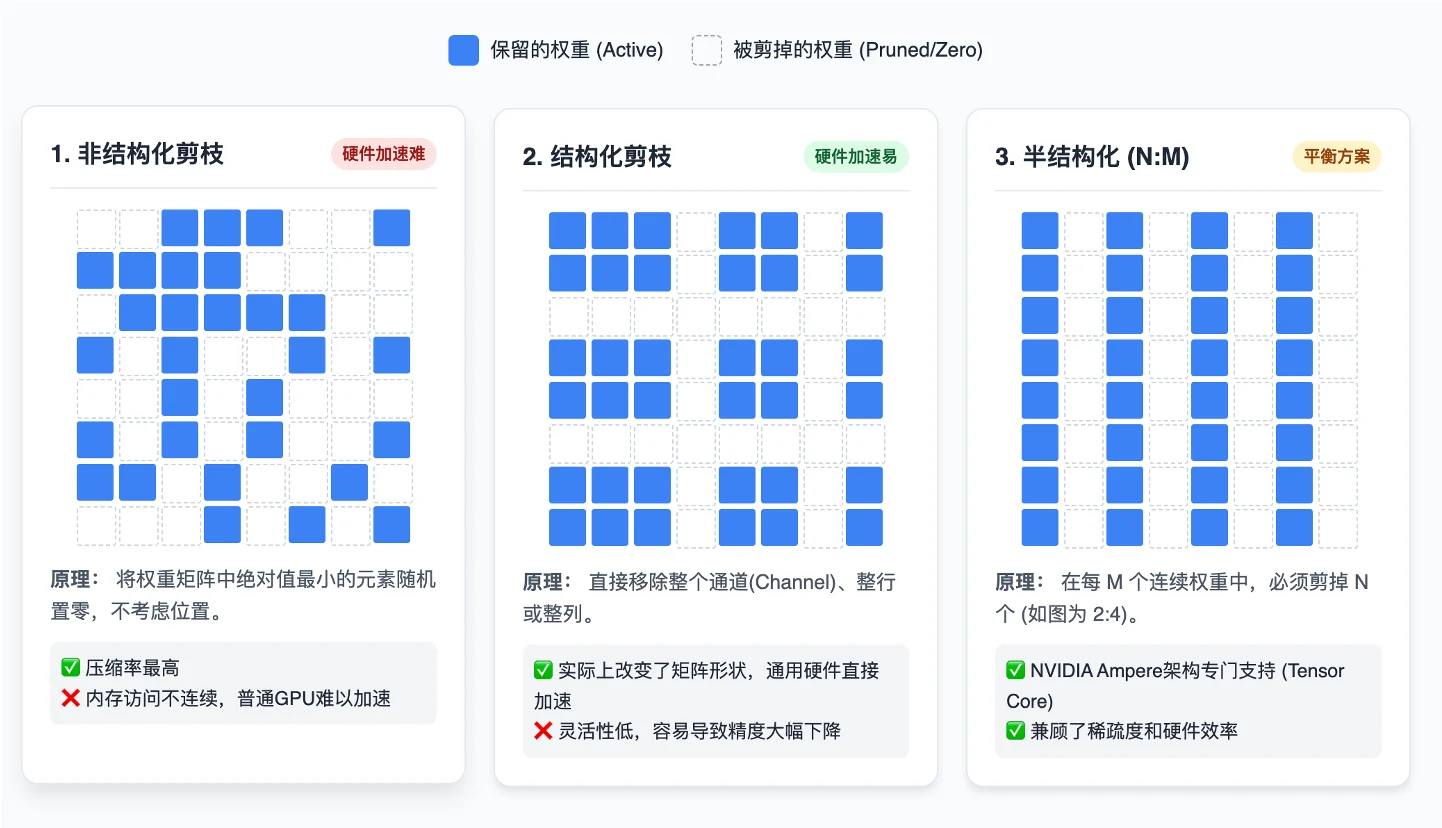 保留的权重 (Active)
被剪掉的权重 (Pruned/Zero)
1. 非结构化剪枝
硬件加速难
原理： 将权重矩阵中绝对值最小的元素随机
置零，不考虑位置。
✅ 压缩率最高
❌ 内存访问不连续，普通GPU难以加速
2. 结构化剪枝
硬件加速易
原理： 直接移除整个通道(Channel)、整行
或整列。
✅ 实际上改变了矩阵形状，通用硬件直接
加速
❌ 灵活性低，容易导致精度大幅下降
3. 半结构化 (N:M)
平衡方案
原理： 在每 M 个连续权重中，必须剪掉 N
个 (如图为 2:4)。
✅ NVIDIA Ampere架构专门支持 (Tensor
Core)
✅ 兼顾了稀疏度和硬件效率